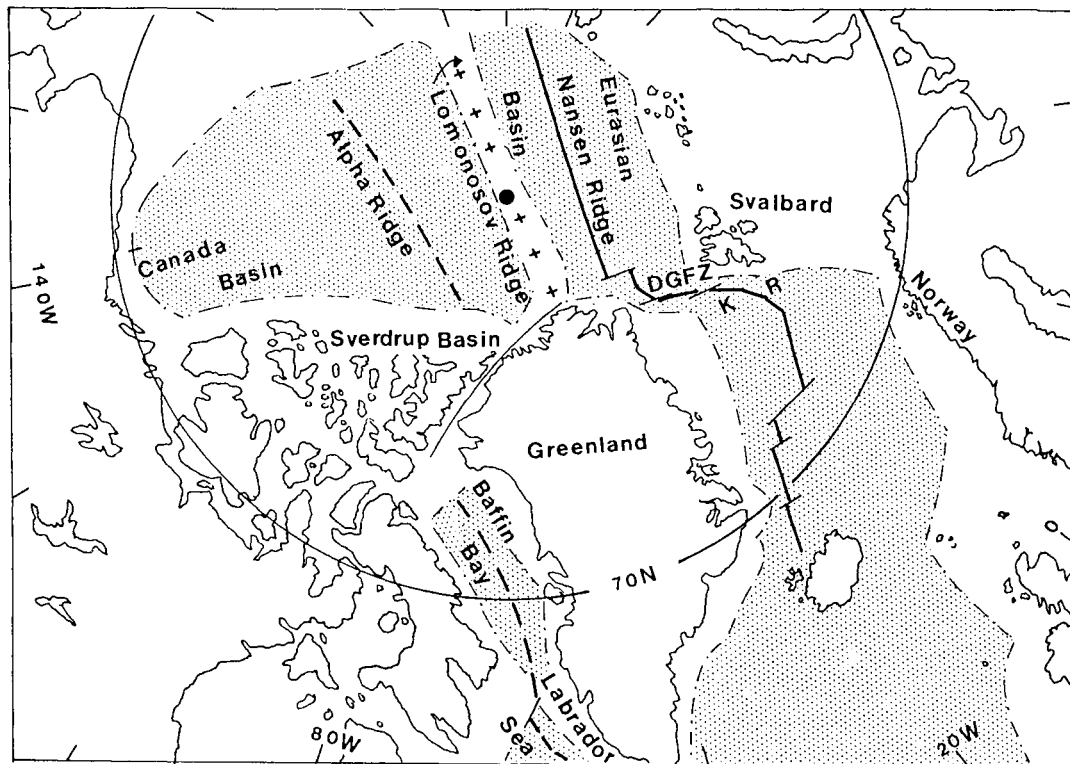 Lomonosov Ridge
Basin
Eurasian
Nansen Ridge
Alpha Ridge
Svalbard
Canada
Basin
140W
DGFZ
K R
Norway
Sverdrup Basin
Greenland
Baffin
Bay
70N
Labrador
Sea
80W
20W